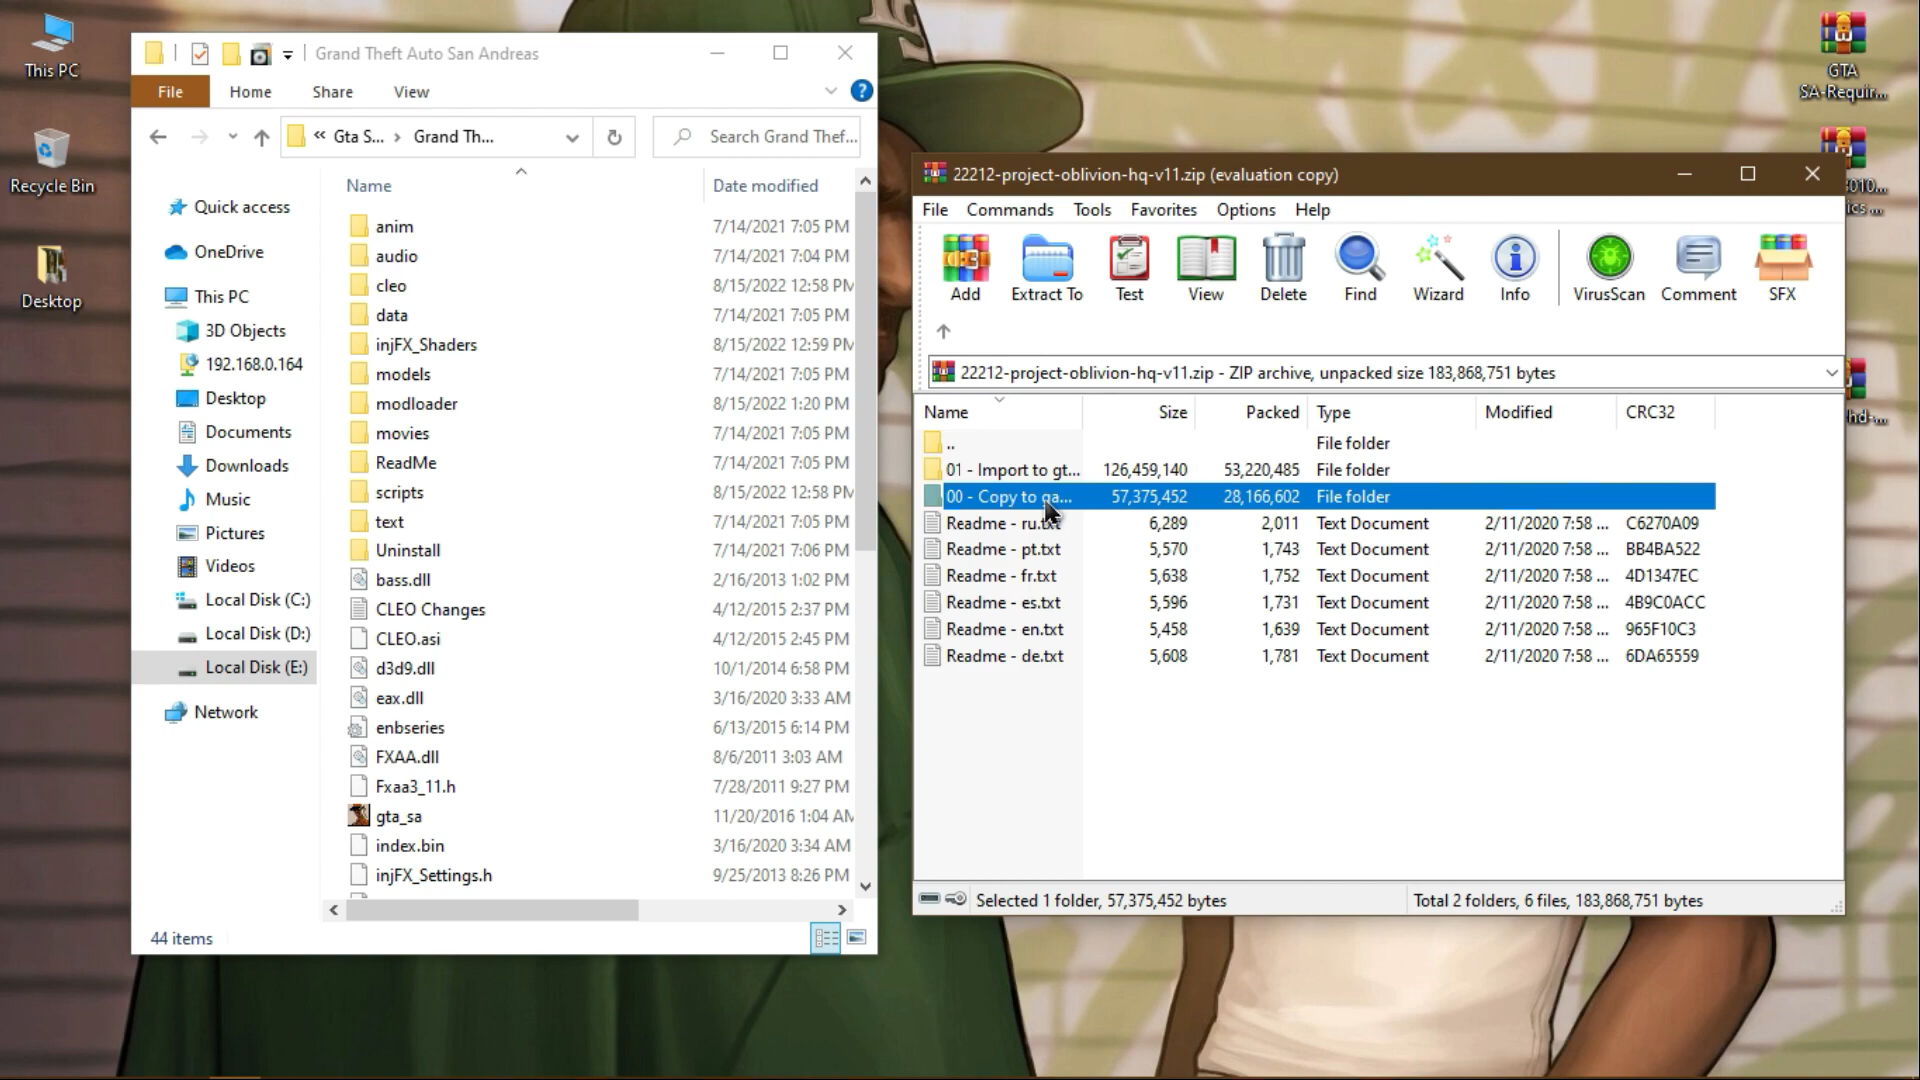 This PC
Recycle Bin
Desktop
Grand Theft Auto San Andreas
File
Home
Share
View
?
« Gta S... › Grand Th...
Search Grand Thef...
Quick access
OneDrive
This PC
3D Objects
192.168.0.164
Desktop
Documents
Downloads
Music
Pictures
Videos
Local Disk (C:)
Local Disk (D:)
Local Disk (E:)
Network
Name Date modified
anim 7/14/2021 7:05 PM
audio 7/14/2021 7:04 PM
cleo 8/15/2022 12:58 PM
data 7/14/2021 7:05 PM
injFX_Shaders 8/15/2022 12:59 PM
models 7/14/2021 7:05 PM
modloader 8/15/2022 1:20 PM
movies 7/14/2021 7:05 PM
ReadMe 7/14/2021 7:05 PM
scripts 8/15/2022 12:58 PM
text 7/14/2021 7:05 PM
Uninstall 7/14/2021 7:06 PM
bass.dll 2/16/2013 1:02 PM
CLEO Changes 4/12/2015 2:37 PM
CLEO.asi 4/12/2015 2:45 PM
d3d9.dll 10/1/2014 6:58 PM
eax.dll 3/16/2020 3:33 AM
enbseries 6/13/2015 6:14 PM
FXAA.dll 8/6/2011 3:03 AM
Fxaa3_11.h 7/28/2011 9:27 PM
gta_sa 11/20/2016 1:04 AM
index.bin 3/16/2020 3:34 AM
injFX_Settings.h 9/25/2013 8:26 PM
44 items
22212-project-oblivion-hq-v11.zip (evaluation copy)
File Commands Tools Favorites Options Help
Add Extract To Test View Delete Find Wizard Info VirusScan Comment SFX
22212-project-oblivion-hq-v11.zip - ZIP archive, unpacked size 183,868,751 bytes
Name Size Packed Type Modified CRC32
.. File folder
01 - Import to gt... 126,459,140 53,220,485 File folder
00 - Copy to ga... 57,375,452 28,166,602 File folder
Readme - ru.txt 6,289 2,011 Text Document 2/11/2020 7:58 ... C6270A09
Readme - pt.txt 5,570 1,743 Text Document 2/11/2020 7:58 ... BB4BA522
Readme - fr.txt 5,638 1,752 Text Document 2/11/2020 7:58 ... 4D1347EC
Readme - es.txt 5,596 1,731 Text Document 2/11/2020 7:58 ... 4B9C0ACC
Readme - en.txt 5,458 1,639 Text Document 2/11/2020 7:58 ... 965F10C3
Readme - de.txt 5,608 1,781 Text Document 2/11/2020 7:58 ... 6DA65559
Selected 1 folder, 57,375,452 bytes
Total 2 folders, 6 files, 183,868,751 bytes
GTA
SA-Requir...
010...
ics ...
hd-...